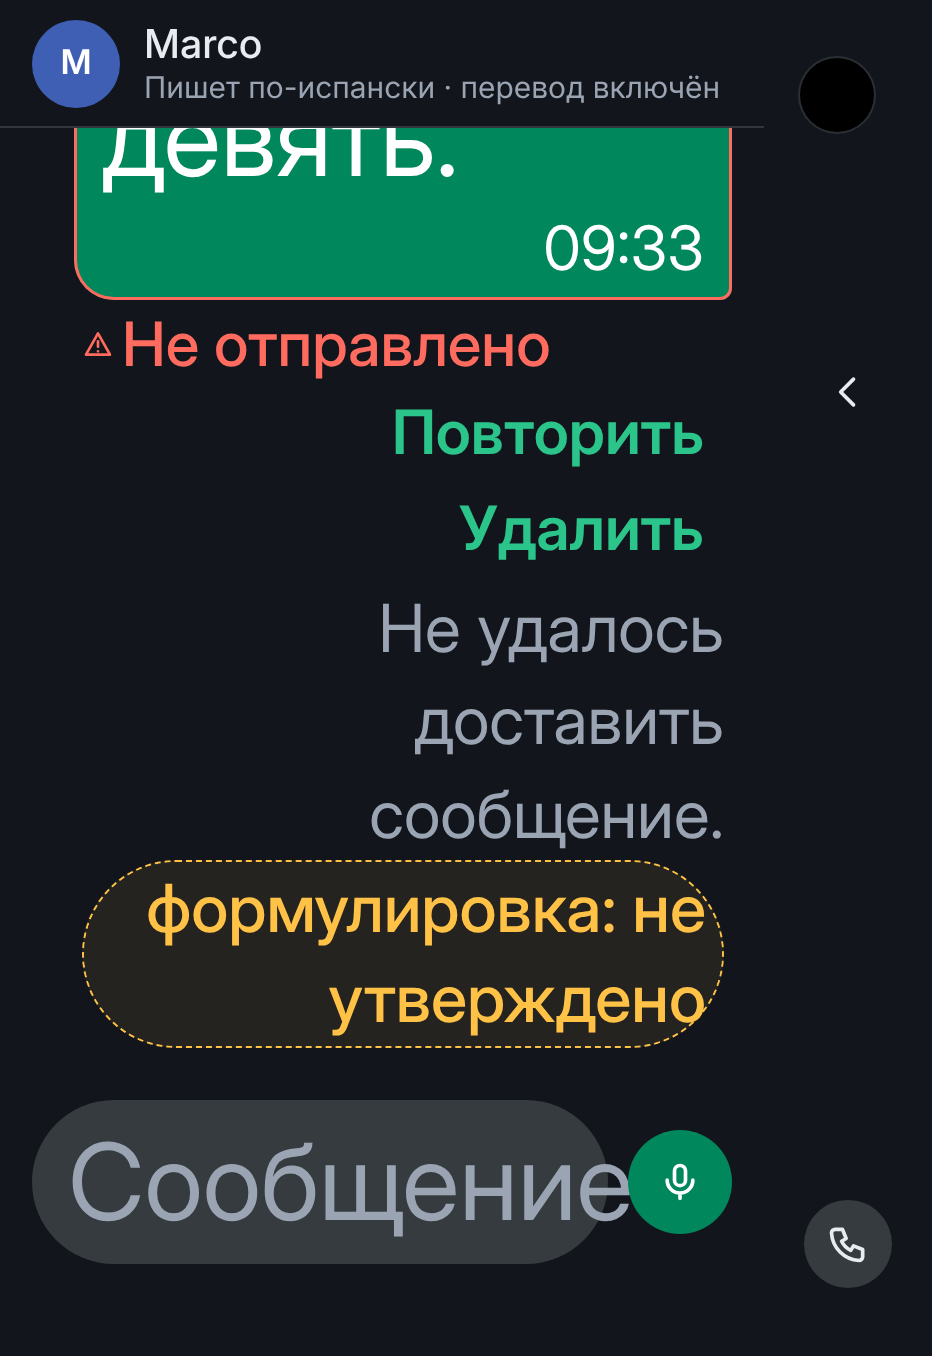 M
Marco
Пишет по-испански · перевод включён
девять.
09:33
Не отправлено
Повторить
Удалить
Не удалось
доставить
сообщение.
формулировка: не
утверждено
Сообщение